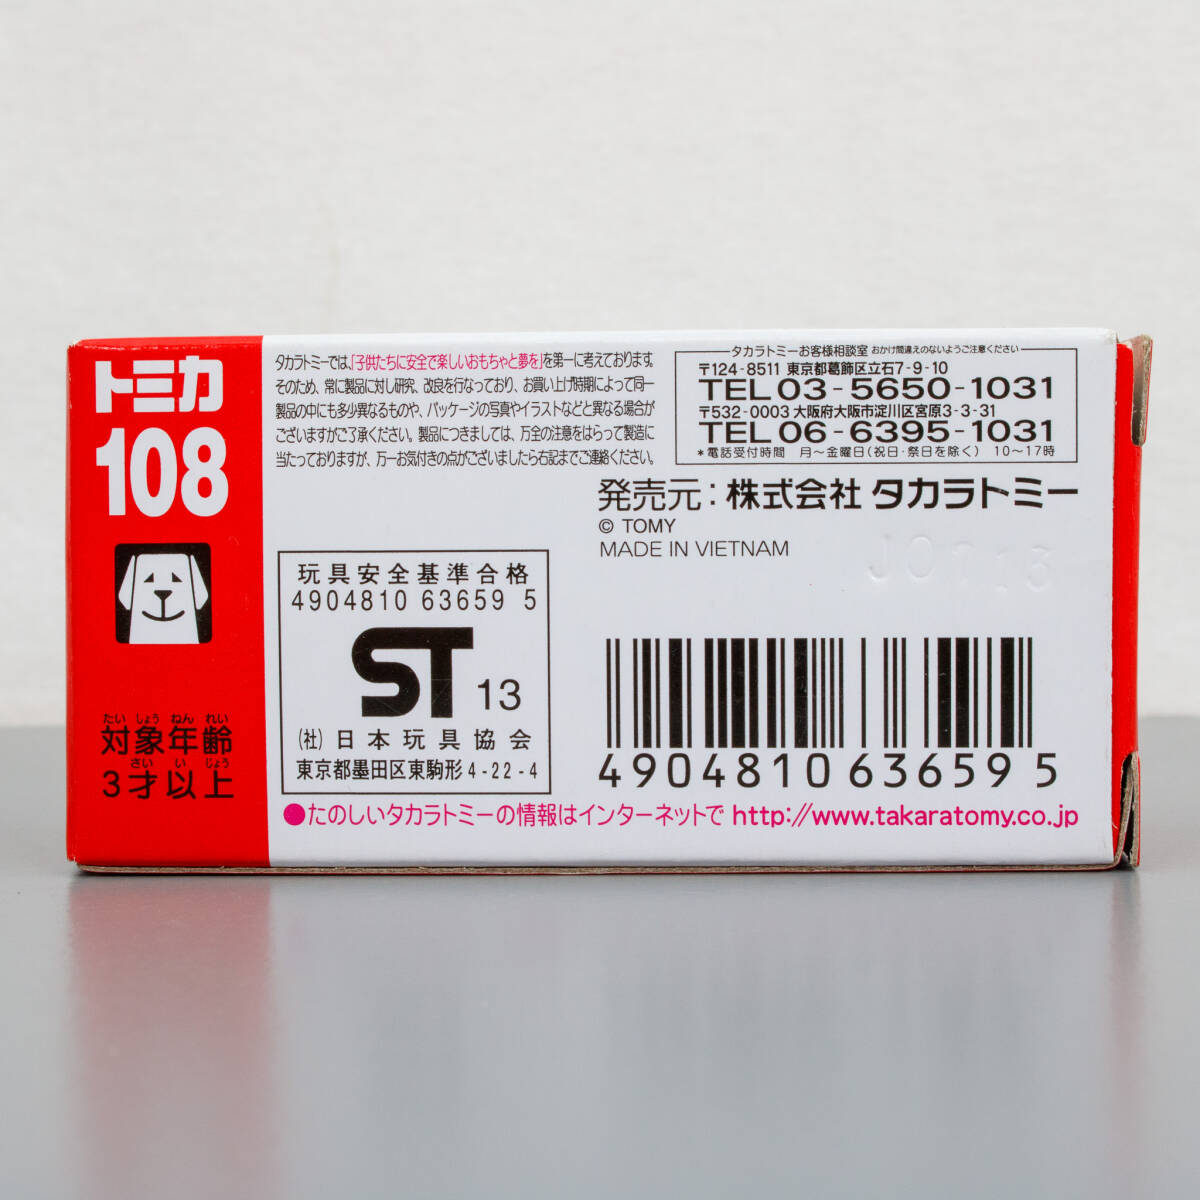 トミカ
108
たいしょうねんれい
対象年齢
さいいじょう
3才以上
タカラトミーでは、「子供たちに安全で楽しいおもちゃと夢を」を第一に考えております。
そのため、常に製品に対し研究、改良を行なっており、お買い上げ時期によって同一
製品の中にも多少異なるものや、パッケージの写真やイラストなどと異なる場合が
ございますがご了承ください。製品につきましては、万全の注意をはらって製造に
当たっておりますが、万一お気付きの点がございましたら右記までご連絡ください。
タカラトミーお客様相談室 おかけ間違えのないようご注意ください
〒124-8511 東京都葛飾区立石7-9-10
TEL 03-5650-1031
〒532-0003 大阪府大阪市淀川区宮原3-3-31
TEL 06-6395-1031
*電話受付時間 月〜金曜日(祝日・祭日を除く) 10〜17時
発売元:株式会社 タカラトミー
© TOMY
MADE IN VIETNAM
玩具安全基準合格
4904810 63659 5
ST 13
(社)日本玩具協会
東京都墨田区東駒形4-22-4
4904810 636595
●たのしいタカラトミーの情報はインターネットで http://www.takaratomy.co.jp